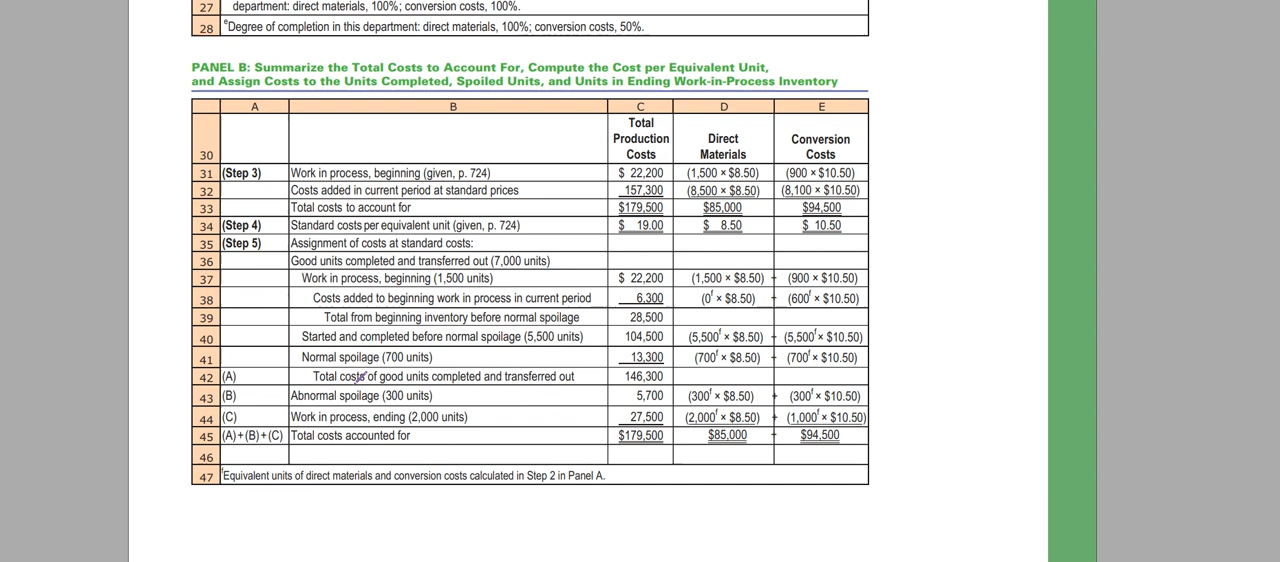 27 department: direct materials, 100%; conversion costs, 100%.
28 eDegree of completion in this department: direct materials, 100%; conversion costs, 50%.
PANEL B: Summarize the Total Costs to Account For, Compute the Cost per Equivalent Unit,
and Assign Costs to the Units Completed, Spoiled Units, and Units in Ending Work-in-Process Inventory
A B C D E
Total
Production Direct Conversion
30 Costs Materials Costs
31 (Step 3) Work in process, beginning (given, p. 724) $ 22,200 (1,500 × $8.50) (900 × $10.50)
32 Costs added in current period at standard prices 157,300 (8,500 × $8.50) (8,100 × $10.50)
33 Total costs to account for $179,500 $85,000 $94,500
34 (Step 4) Standard costs per equivalent unit (given, p. 724) $ 19.00 $ 8.50 $ 10.50
35 (Step 5) Assignment of costs at standard costs:
36 Good units completed and transferred out (7,000 units)
37 Work in process, beginning (1,500 units) $ 22,200 (1,500 × $8.50) + (900 × $10.50)
38 Costs added to beginning work in process in current period 6,300 (0f × $8.50) + (600f × $10.50)
39 Total from beginning inventory before normal spoilage 28,500
40 Started and completed before normal spoilage (5,500 units) 104,500 (5,500f × $8.50) + (5,500f × $10.50)
41 Normal spoilage (700 units) 13,300 (700f × $8.50) + (700f × $10.50)
42 (A) Total costs of good units completed and transferred out 146,300
43 (B) Abnormal spoilage (300 units) 5,700 (300f × $8.50) + (300f × $10.50)
44 (C) Work in process, ending (2,000 units) 27,500 (2,000f × $8.50) + (1,000f × $10.50)
45 (A)+(B)+(C) Total costs accounted for $179,500 $85,000 + $94,500
46
47 fEquivalent units of direct materials and conversion costs calculated in Step 2 in Panel A.